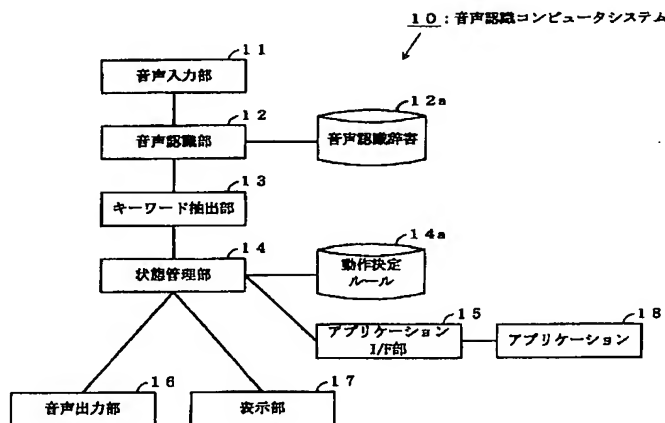 １０：音声認識コンピュータシステム
１１
音声入力部
１２
音声認識部
１２a
音声認識辞書
１３
キーワード抽出部
１４
状態管理部
１４a
動作決定
ルール
１５
アプリケーション
I/F部
１８
アプリケーション
１６
音声出力部
１７
表示部